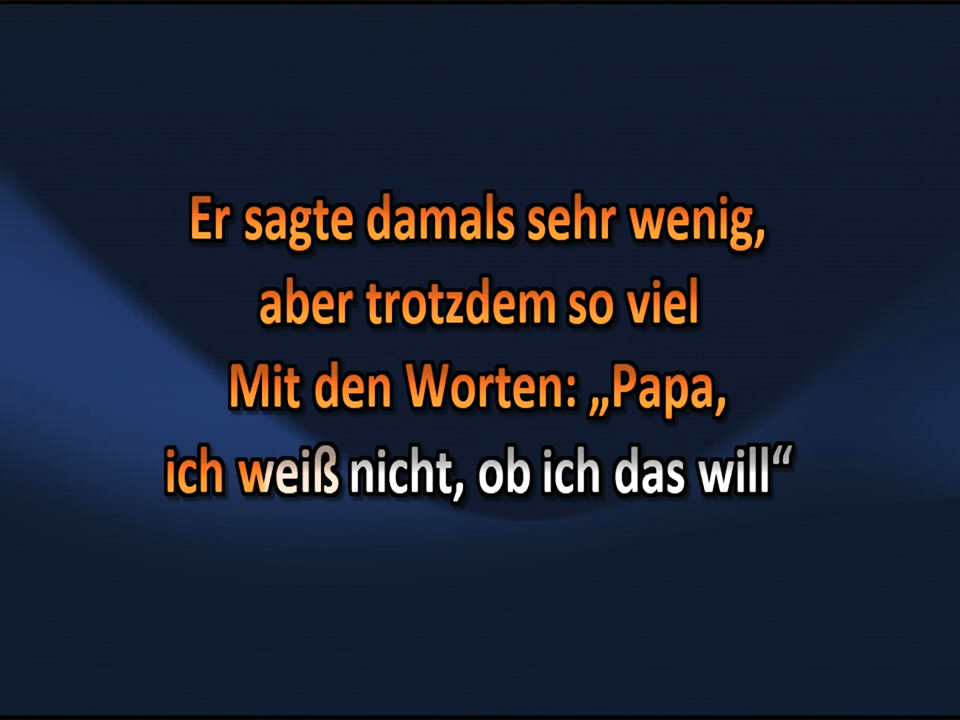 Er sagte damals sehr wenig,
aber trotzdem so viel
Mit den Worten: „Papa,
ich weiß nicht, ob ich das will“